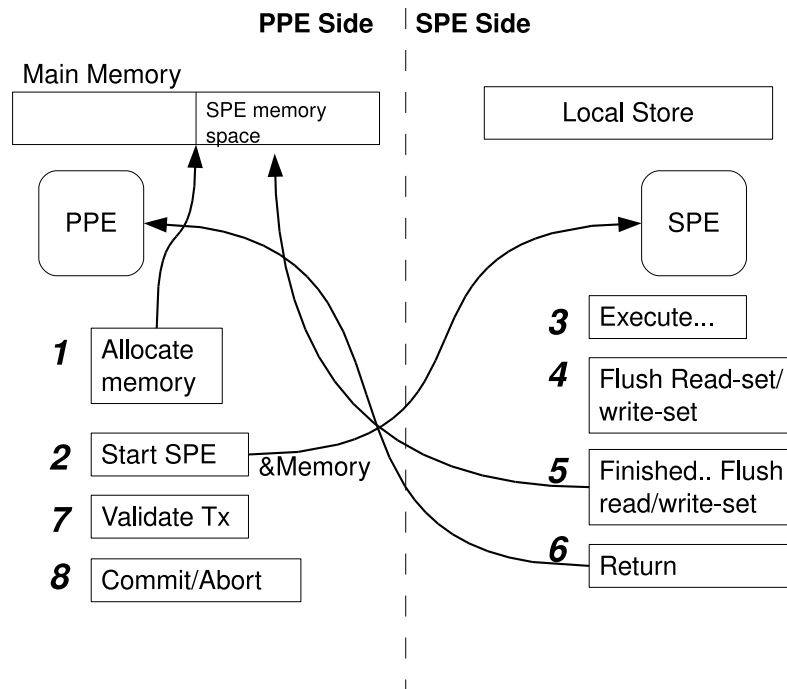 PPE Side
SPE Side
Main Memory
SPE memory
space
Local Store
PPE
SPE
1
Allocate
memory
2
Start SPE
&Memory
7
Validate Tx
8
Commit/Abort
3
Execute...
4
Flush Read-set/
write-set
5
Finished.. Flush
read/write-set
6
Return